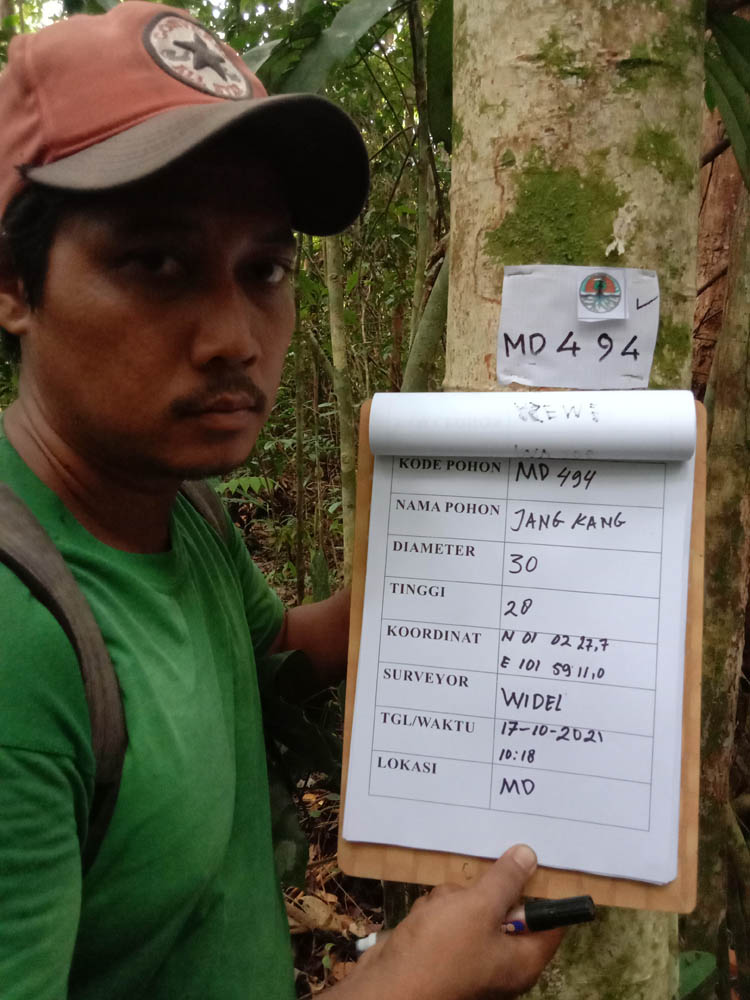 MD 494
KODE POHON MD 494
NAMA POHON JANG KANG
DIAMETER 30
TINGGI 28
KOORDINAT N 01 02 27,7
E 101 59 11,0
SURVEYOR WIDEL
TGL/WAKTU 17-10-2021
10:18
LOKASI MD